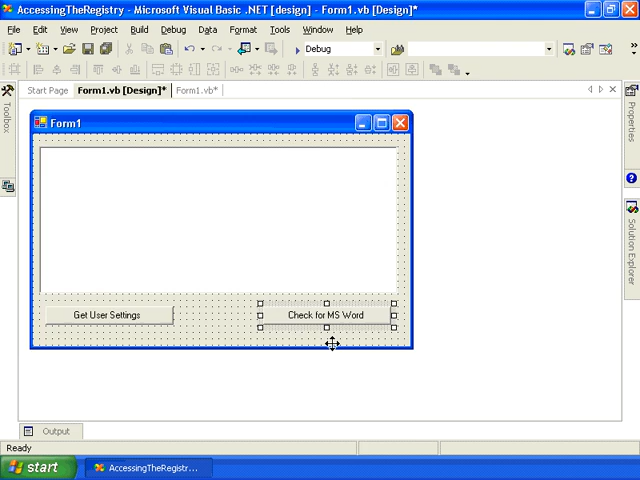 AccessingTheRegistry - Microsoft Visual Basic .NET [design] - Form1.vb [Design]*
File Edit View Project Build Debug Data Format Tools Window Help
Debug
Start Page Form1.vb [Design]* Form1.vb*
Toolbox
Form1
Get User Settings Check for MS Word
Properties
Solution Explorer
Output
Ready
start AccessingTheRegistr...